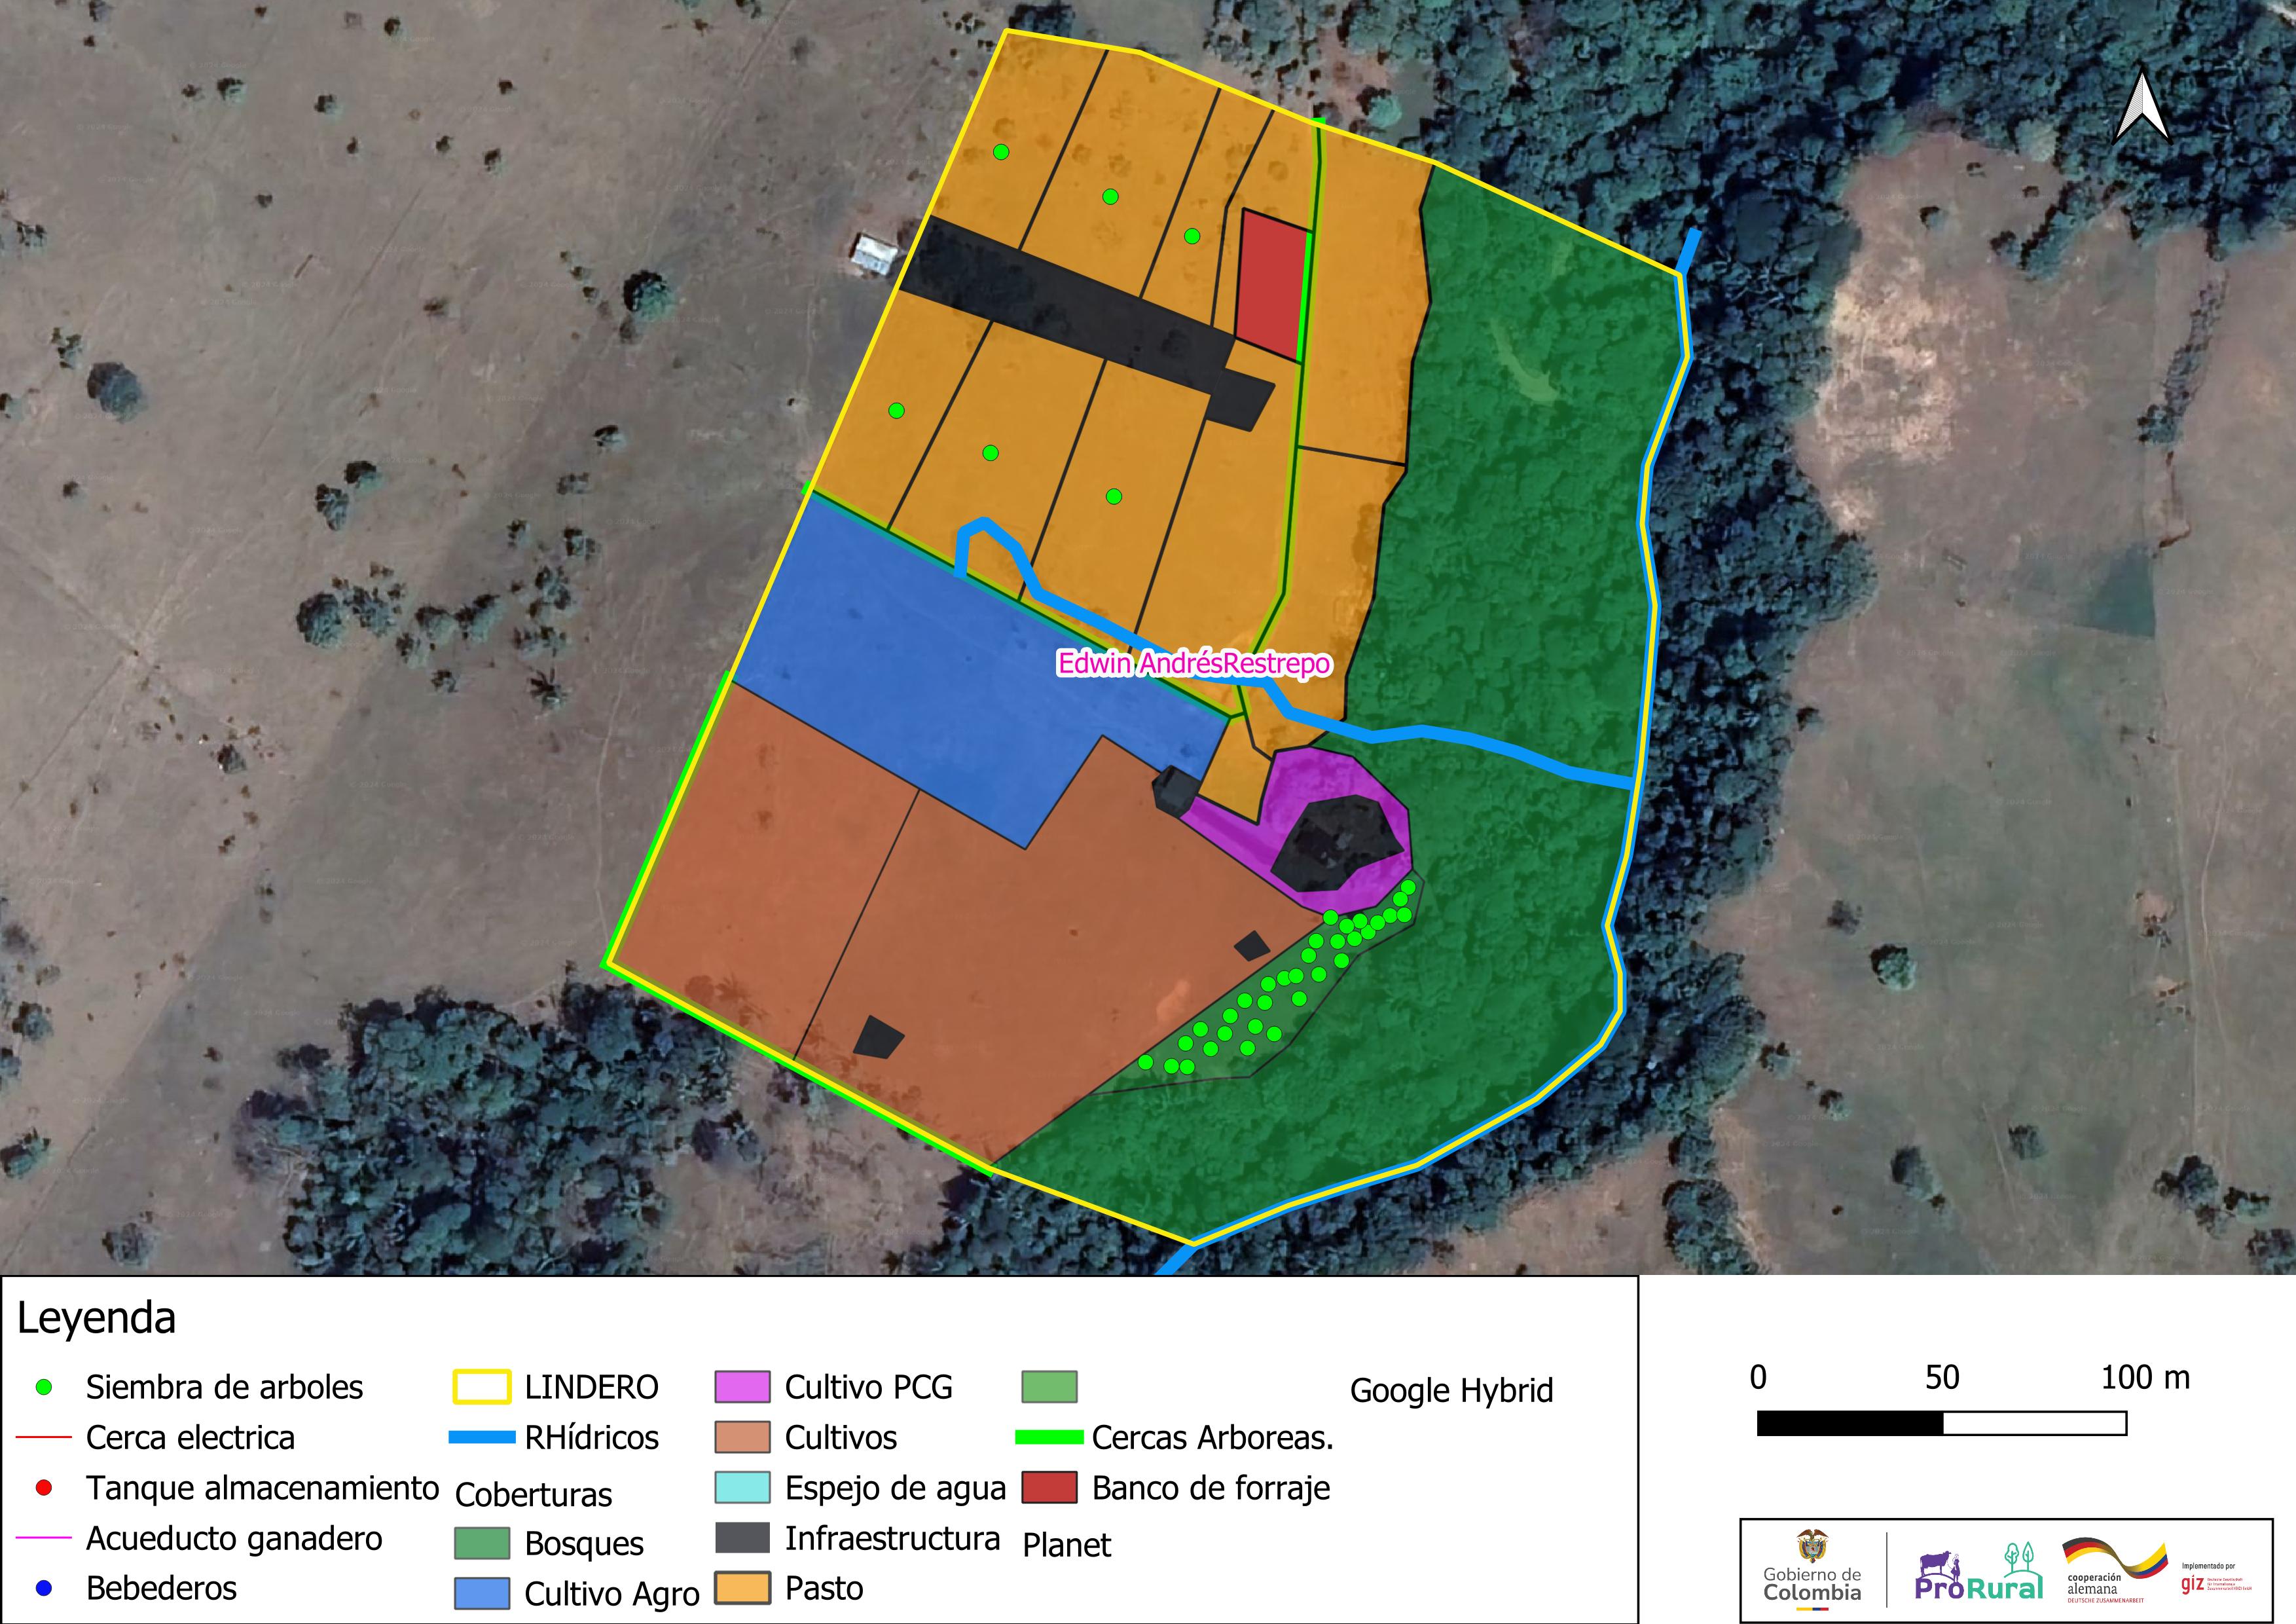 Edwin AndrésRestrepo
Leyenda
Siembra de arboles
Cerca electrica
Tanque almacenamiento
Acueducto ganadero
Bebederos
LINDERO
RHídricos
Coberturas
Bosques
Cultivo Agro
Cultivo PCG
Cultivos
Espejo de agua
Infraestructura
Pasto
Cercas Arboreas.
Banco de forraje
Planet
Google Hybrid
0 50 100 m
Gobierno de
Colombia
ProRural
cooperación
alemana
DEUTSCHE ZUSAMMENARBEIT
Implementado por
giz